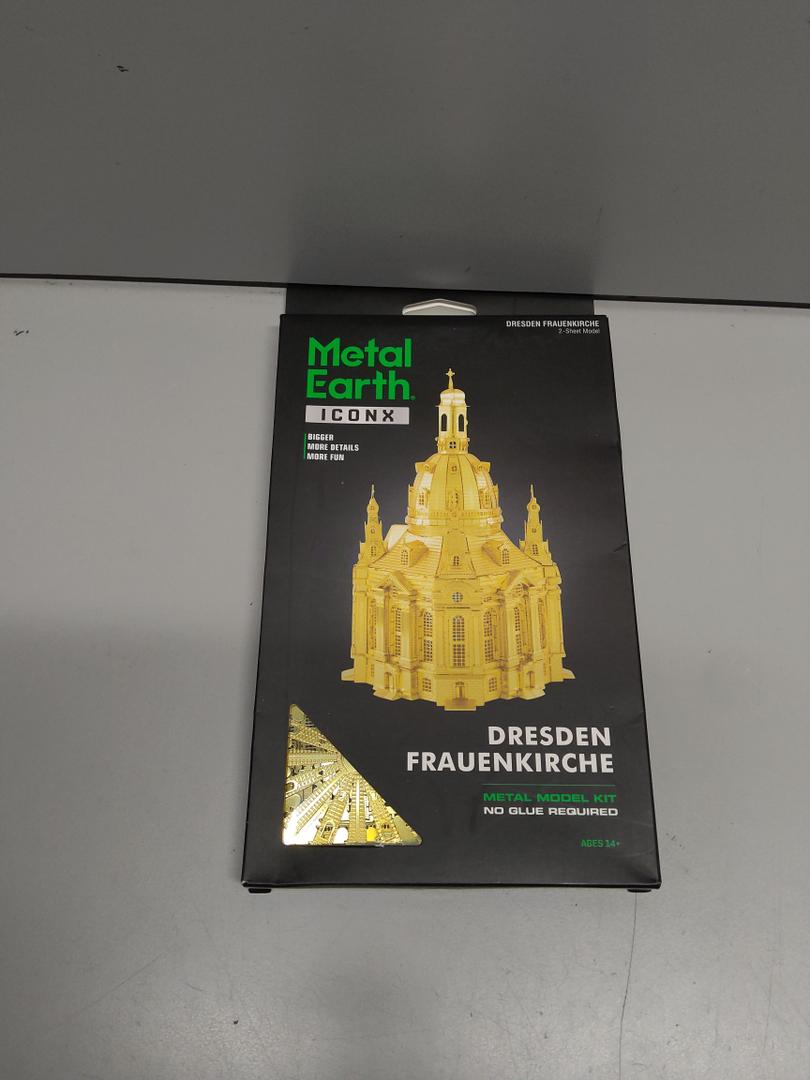 DRESDEN FRAUENKIRCHE
2-Sheet Model
Metal
Earth®
ICONX
BIGGER
MORE DETAILS
MORE FUN
DRESDEN
FRAUENKIRCHE
METAL MODEL KIT
NO GLUE REQUIRED
AGES 14+